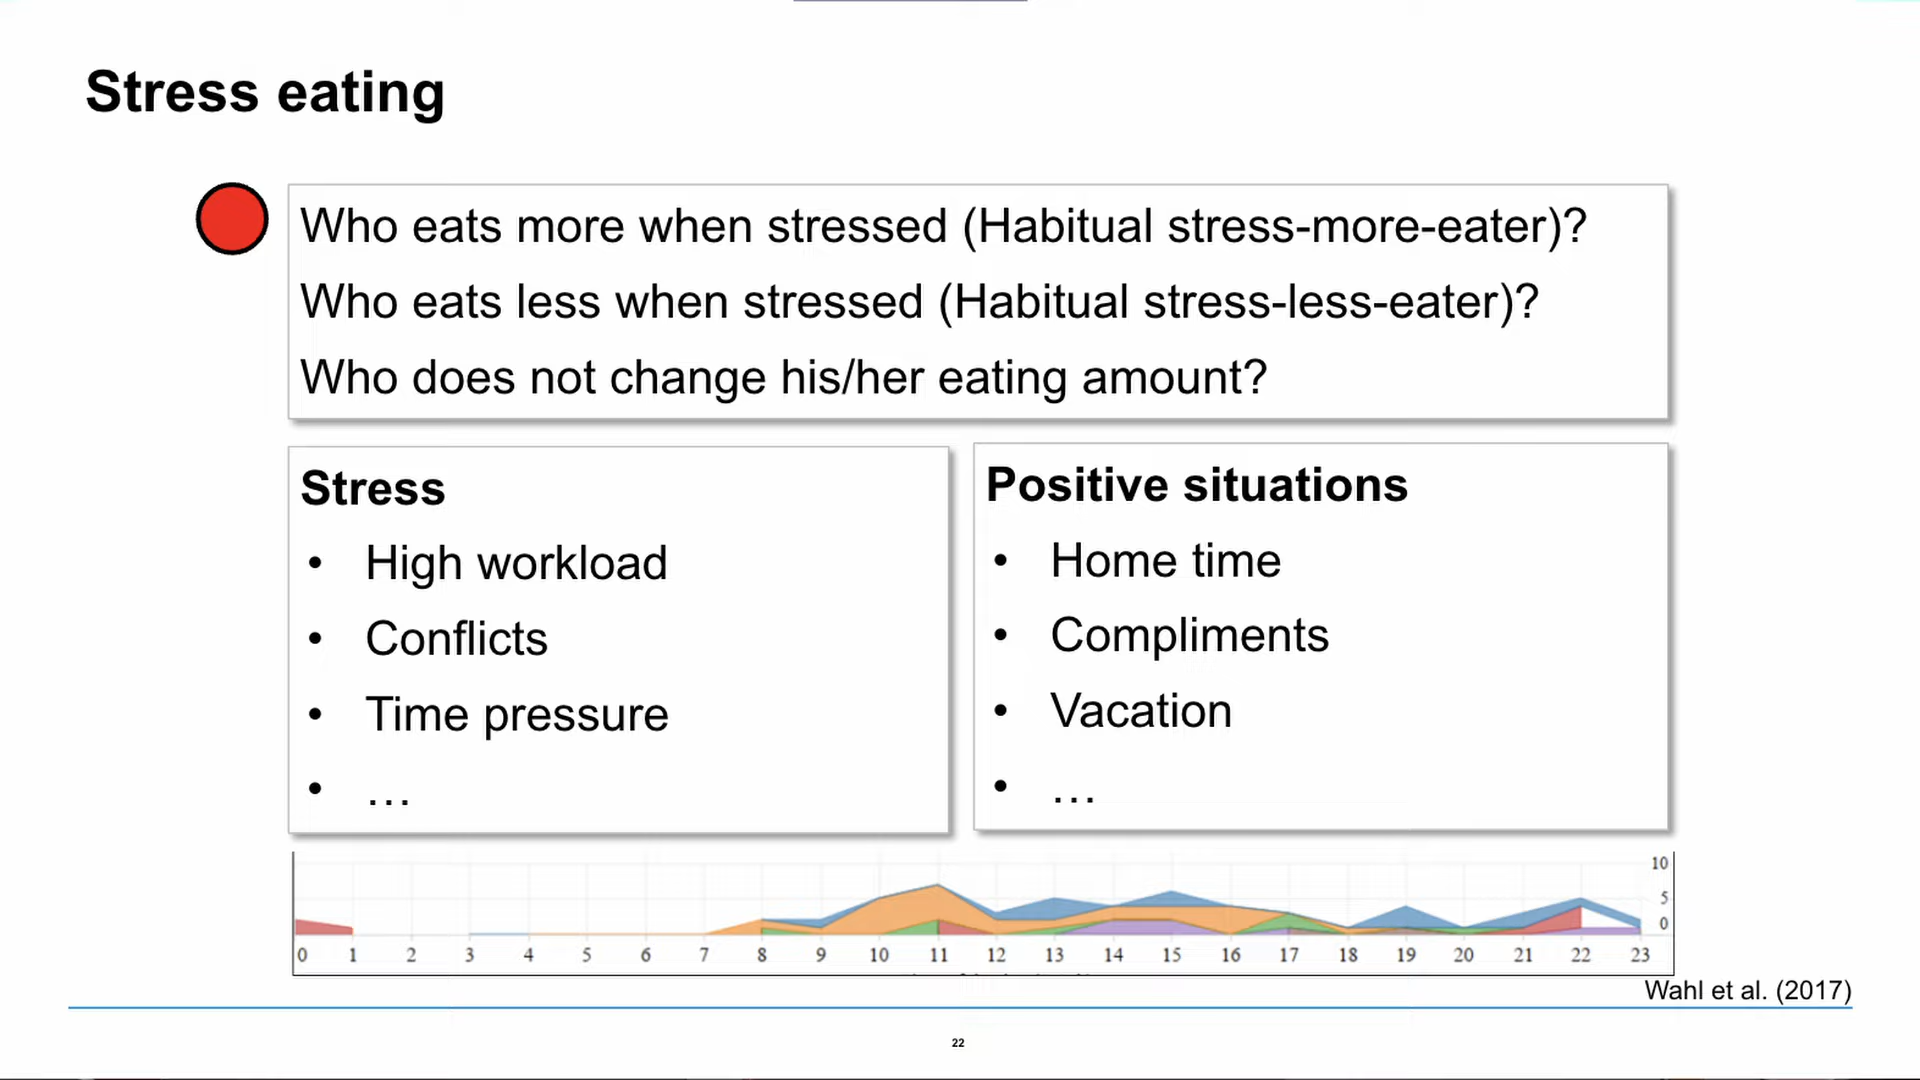 Stress eating
Who eats more when stressed (Habitual stress-more-eater)?
Who eats less when stressed (Habitual stress-less-eater)?
Who does not change his/her eating amount?
Stress
• High workload
• Conflicts
• Time pressure
• …
Positive situations
• Home time
• Compliments
• Vacation
• …
10
5
0
0 1 2 3 4 5 6 7 8 9 10 11 12 13 14 15 16 17 18 19 20 21 22 23
Wahl et al. (2017)
22